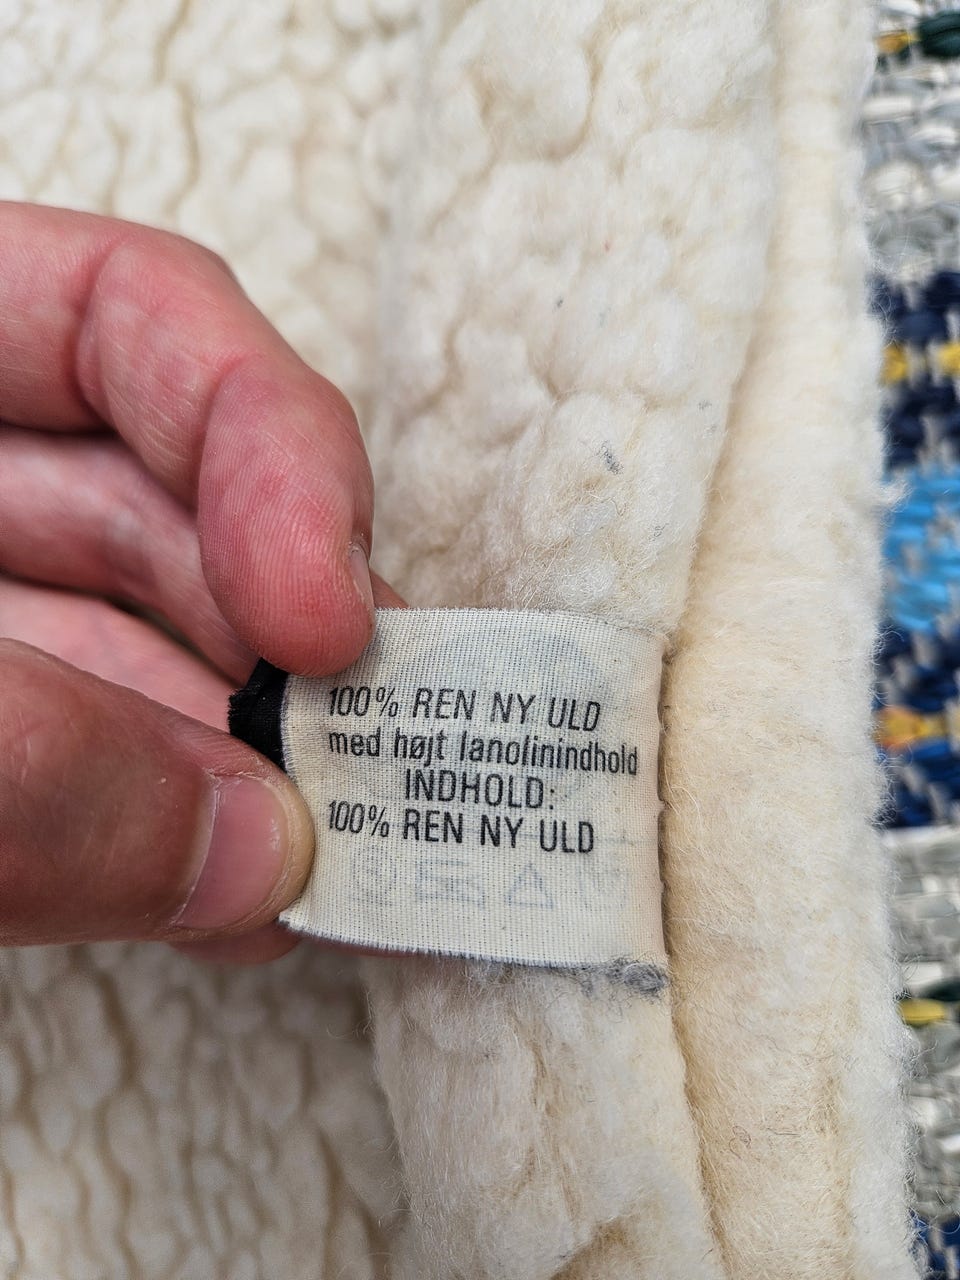 100% REN NY ULD
med højt lanolinindhold
INDHOLD:
100% REN NY ULD